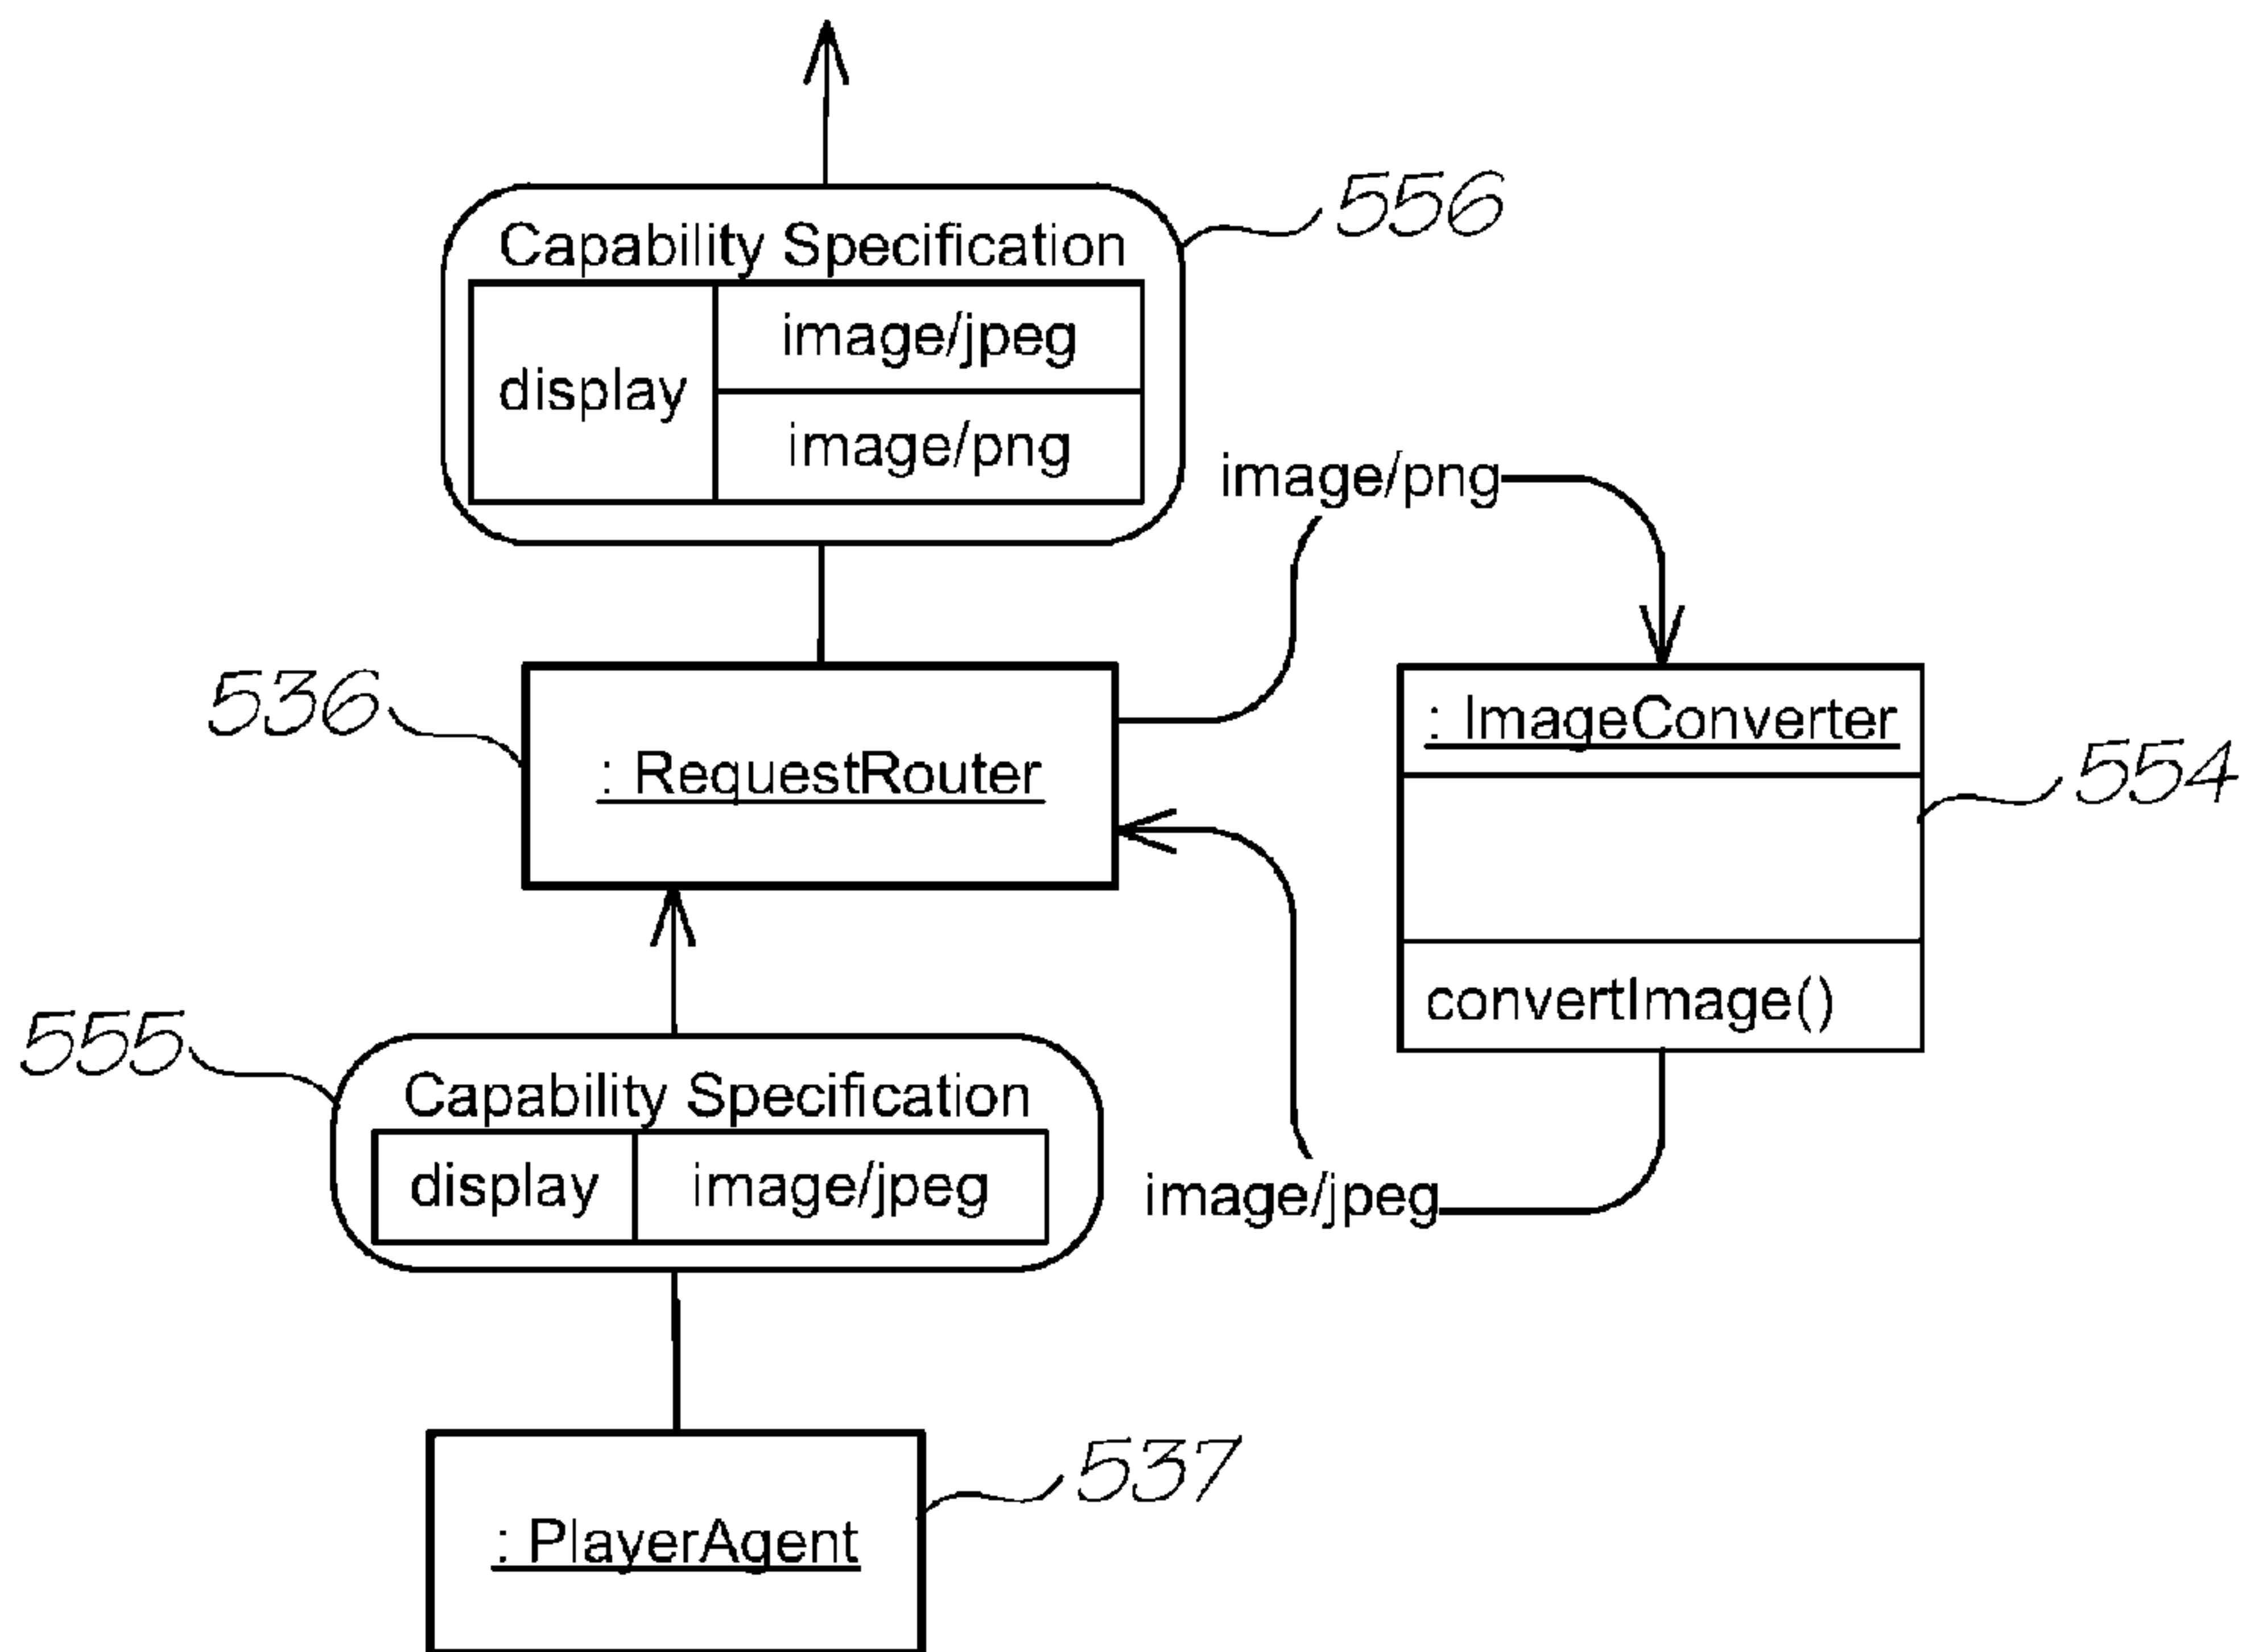 Capability Specification
556
display
image/jpeg
image/png
image/png
536
: RequestRouter
: ImageConverter
554
convertImage()
555
Capability Specification
display
image/jpeg
image/jpeg
: PlayerAgent
537